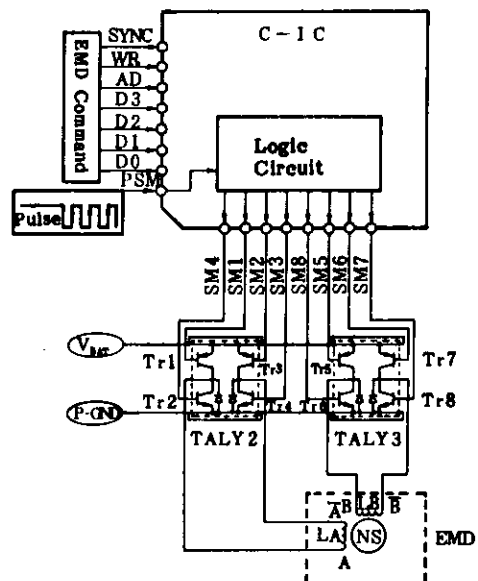 C-IC
SYNC
WR
AD
D3
D2
D1
D0
PSM
EMD Command
Pulse
Logic
Circuit
SM4
SM1
SM2
SM3
SM8
SM5
SM6
SM7
VBAT
Tr1
Tr3
Tr5
Tr7
P-GND
Tr2
Tr4
Tr6
Tr8
TALY2
TALY3
A̅
B
B̅
LA
NS
EMD
A